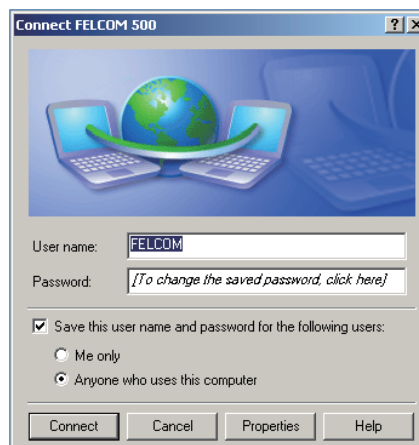 Connect FELCOM 500
User name: FELCOM
Password: [To change the saved password, click here]
Save this user name and password for the following users:
Me only
Anyone who uses this computer
Connect Cancel Properties Help